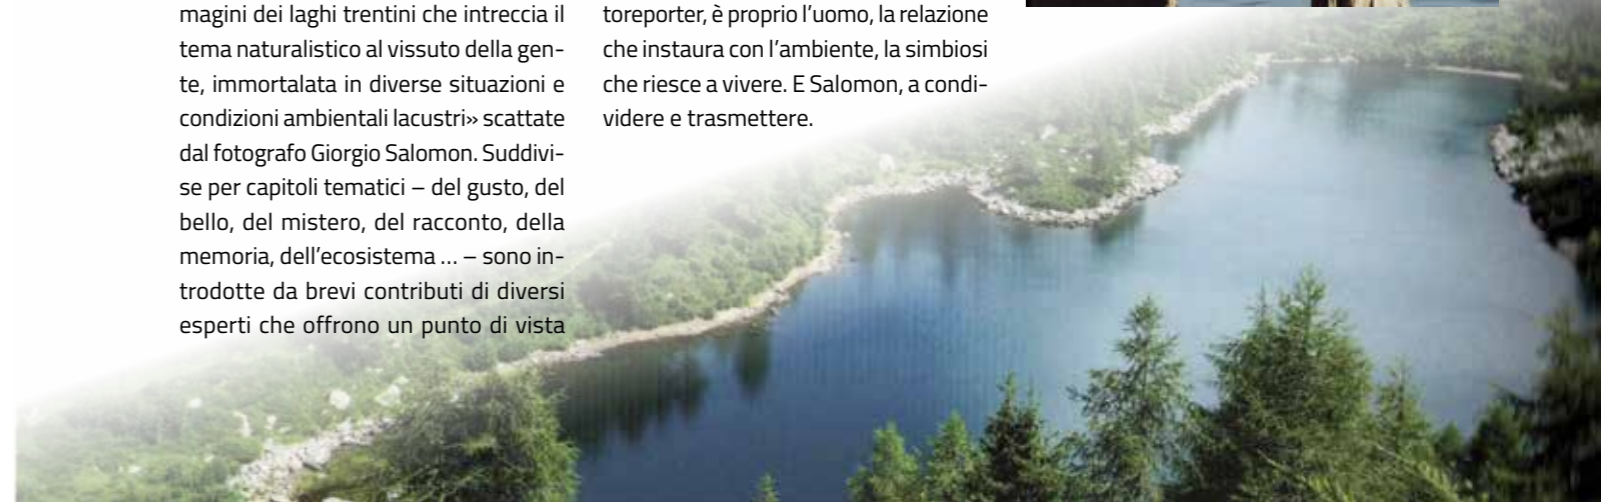 magini dei laghi trentini che intreccia il
tema naturalistico al vissuto della gen-
te, immortalata in diverse situazioni e
condizioni ambientali lacustri» scattate
dal fotografo Giorgio Salomon. Suddivi-
se per capitoli tematici – del gusto, del
bello, del mistero, del racconto, della
memoria, dell’ecosistema ... – sono in-
trodotte da brevi contributi di diversi
esperti che offrono un punto di vista
toreporter, è proprio l’uomo, la relazione
che instaura con l’ambiente, la simbiosi
che riesce a vivere. E Salomon, a condi-
videre e trasmettere.